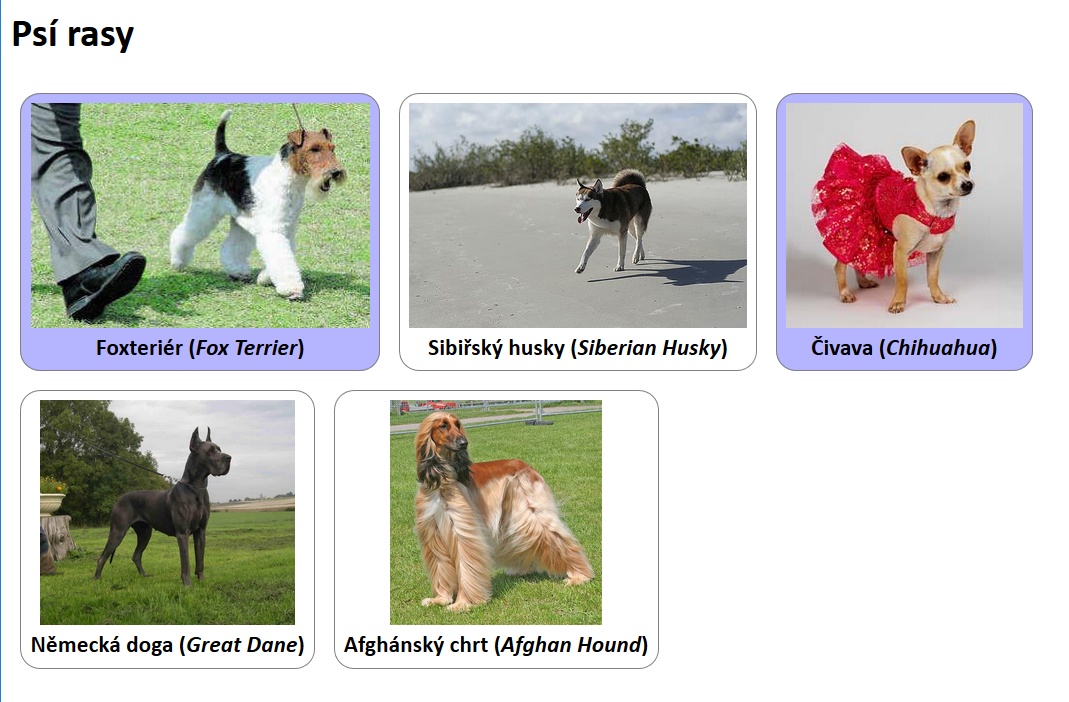 Psí rasy
Foxteriér (Fox Terrier)
Sibiřský husky (Siberian Husky)
Čivava (Chihuahua)
Německá doga (Great Dane)
Afghánský chrt (Afghan Hound)